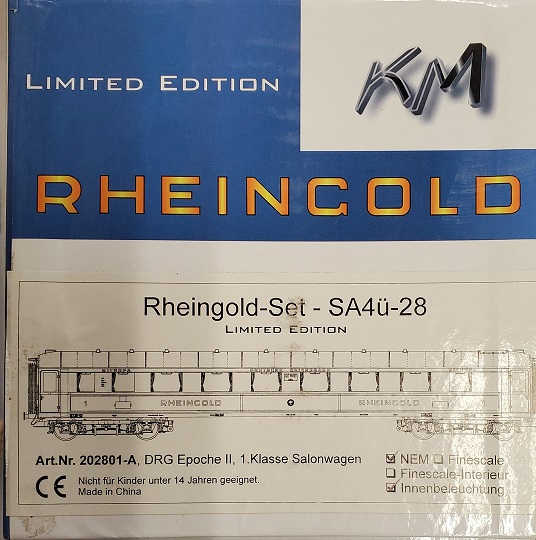 LIMITED EDITION
KM
RHEINGOLD
Rheingold-Set - SA4ü-28
LIMITED EDITION
1 RHEINGOLD RHEINGOLD
Art.Nr. 202801-A, DRG Epoche II, 1.Klasse Salonwagen
☑ NEM ☐ Finescale
☐ Finescale-Interieur
☑ Innenbeleuchtung
CE Nicht für Kinder unter 14 Jahren geeignet.
Made in China